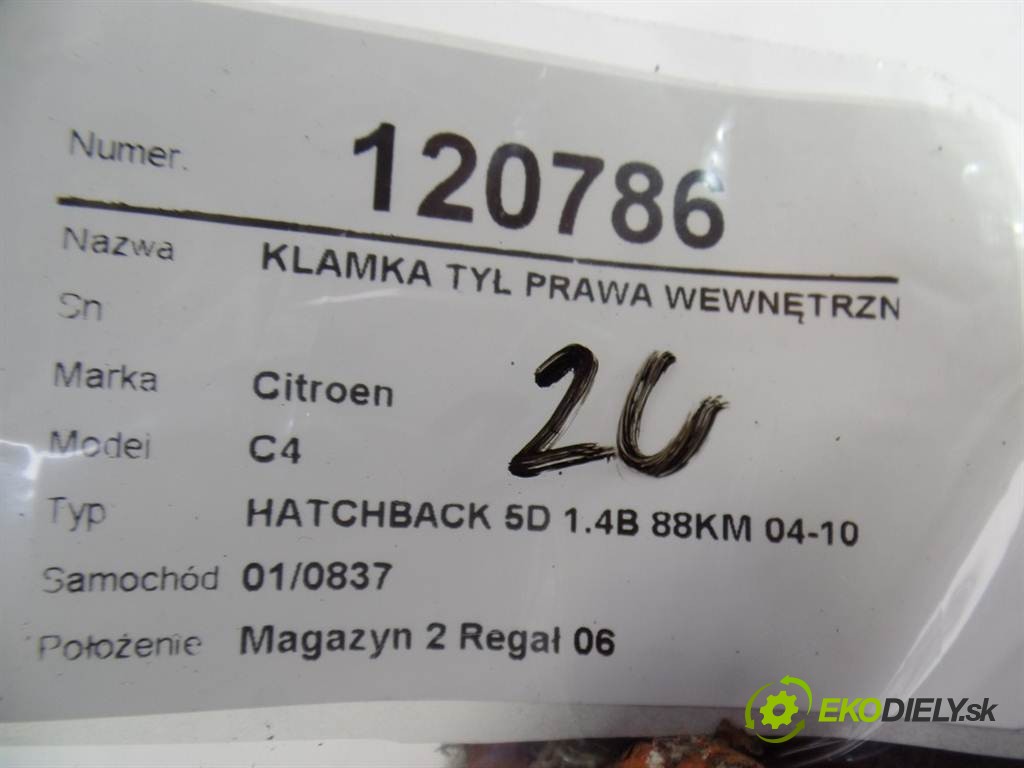 Numer. 120786
Nazwa KLAMKA TYŁ PRAWA WEWNĘTRZN
Sn
Marka Citroen
Model C4
Typ HATCHBACK 5D 1.4B 88KM 04-10
Samochód 01/0837
Położenie Magazyn 2 Regał 06
EKODIELY.sk